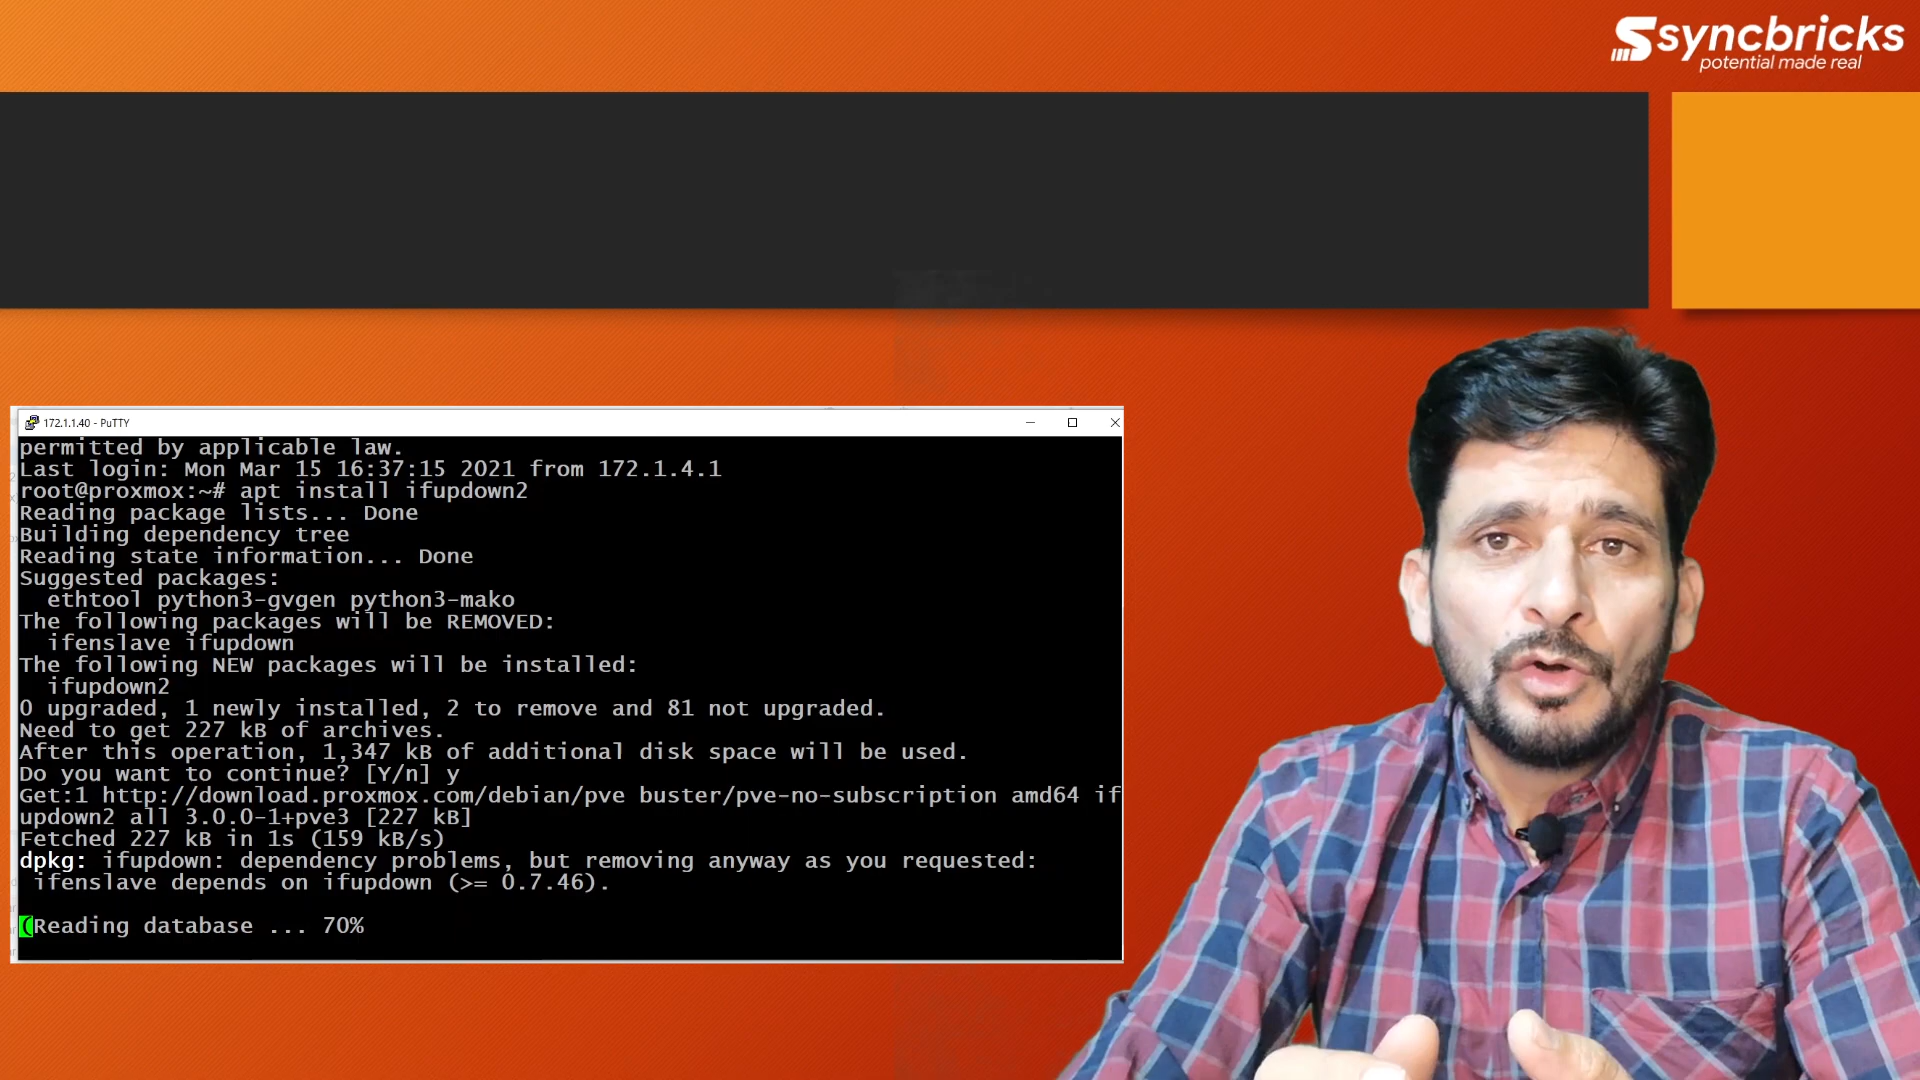 syncbricks
potential made real
172.1.1.40 - PuTTY
permitted by applicable law.
Last login: Mon Mar 15 16:37:15 2021 from 172.1.4.1
root@proxmox:~# apt install ifupdown2
Reading package lists... Done
Building dependency tree
Reading state information... Done
Suggested packages:
ethtool python3-gvgen python3-mako
The following packages will be REMOVED:
ifenslave ifupdown
The following NEW packages will be installed:
ifupdown2
0 upgraded, 1 newly installed, 2 to remove and 81 not upgraded.
Need to get 227 kB of archives.
After this operation, 1,347 kB of additional disk space will be used.
Do you want to continue? [Y/n] y
Get:1 http://download.proxmox.com/debian/pve buster/pve-no-subscription amd64 if
updown2 all 3.0.0-1+pve3 [227 kB]
Fetched 227 kB in 1s (159 kB/s)
dpkg: ifupdown: dependency problems, but removing anyway as you requested:
ifenslave depends on ifupdown (>= 0.7.46).
(Reading database ... 70%